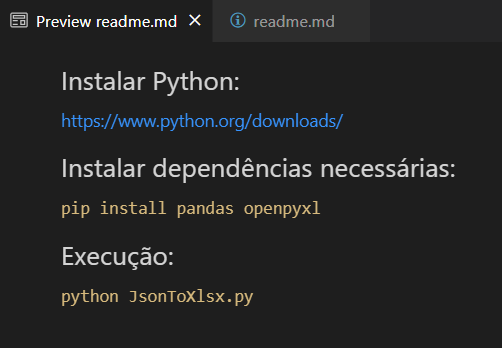 Preview readme.md
readme.md
Instalar Python:
https://www.python.org/downloads/
Instalar dependências necessárias:
pip install pandas openpyxl
Execução:
python JsonToXlsx.py